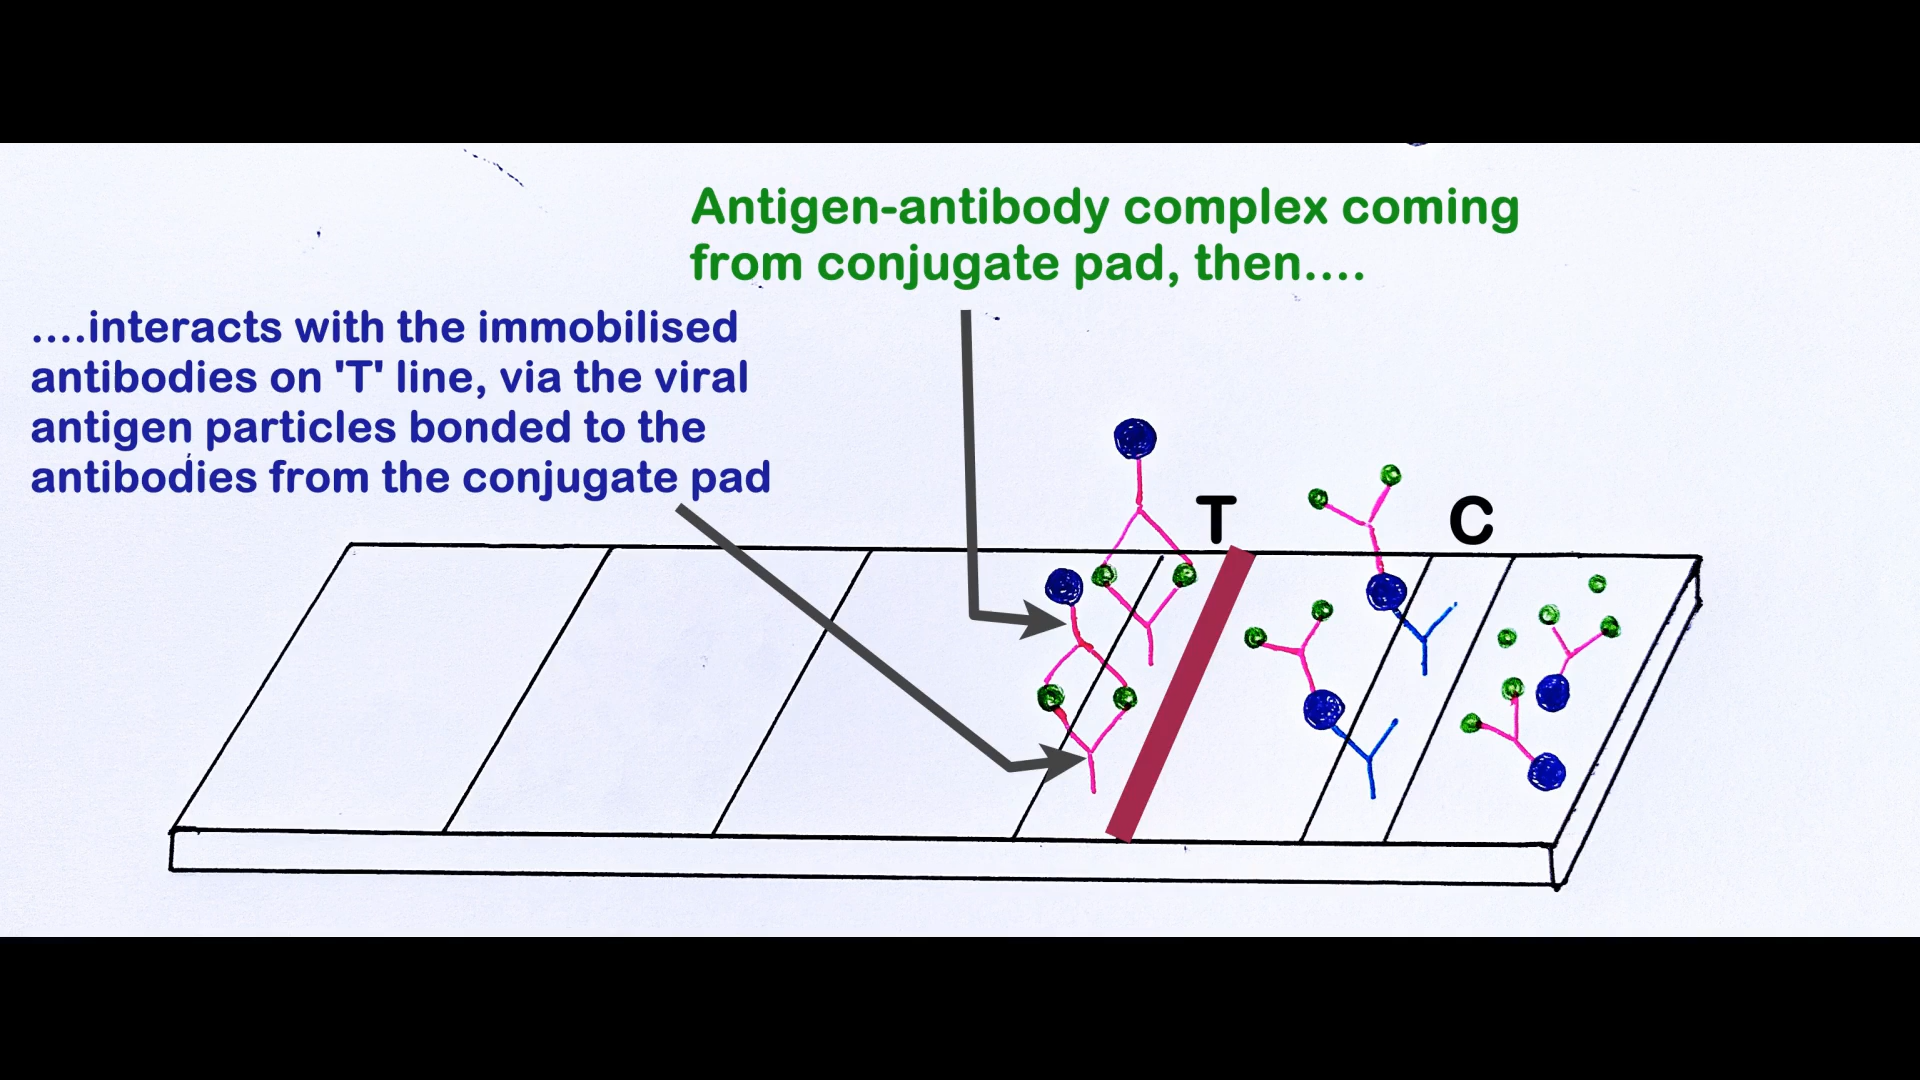 Antigen-antibody complex coming
from conjugate pad, then....
....interacts with the immobilised
antibodies on 'T' line, via the viral
antigen particles bonded to the
antibodies from the conjugate pad
T
C